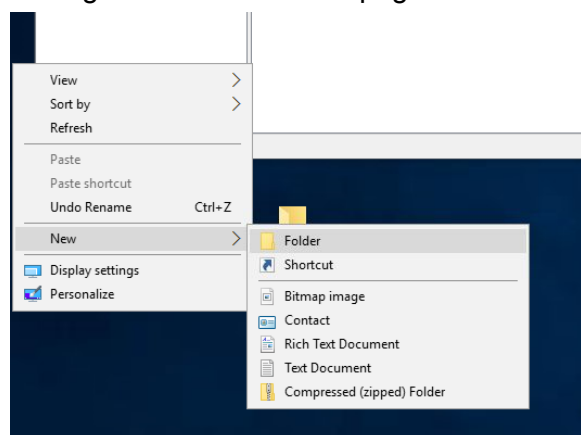 View
Sort by
Refresh
Paste
Paste shortcut
Undo Rename Ctrl+Z
New
Display settings
Personalize
Folder
Shortcut
Bitmap image
Contact
Rich Text Document
Text Document
Compressed (zipped) Folder